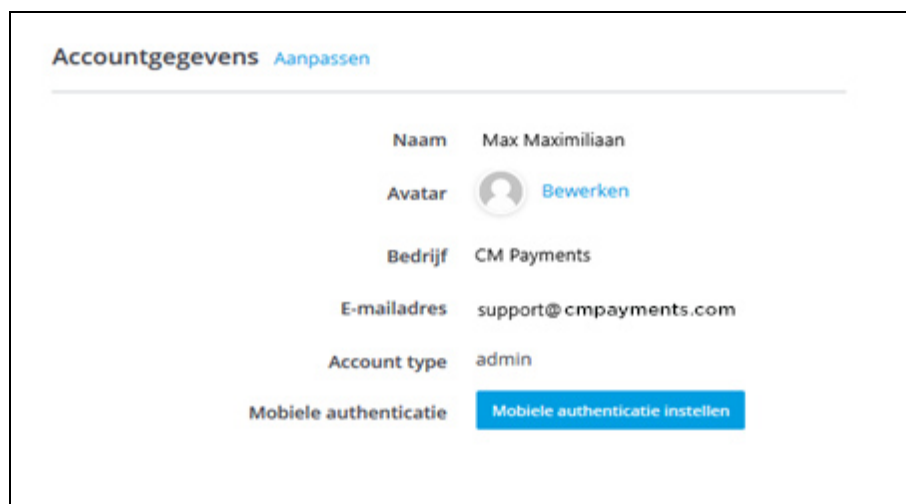 Accountgegevens Aanpassen
Naam Max Maximiliaan
Avatar Bewerken
Bedrijf CM Payments
E-mailadres support@cmpayments.com
Account type admin
Mobiele authenticatie Mobiele authenticatie instellen